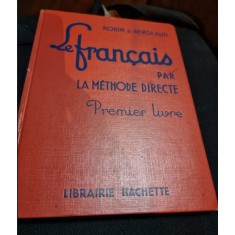 ROBIN & BERGEAUD
Le français
PAR
LA MÉTHODE DIRECTE
Premier livre
LIBRAIRIE HACHETTE